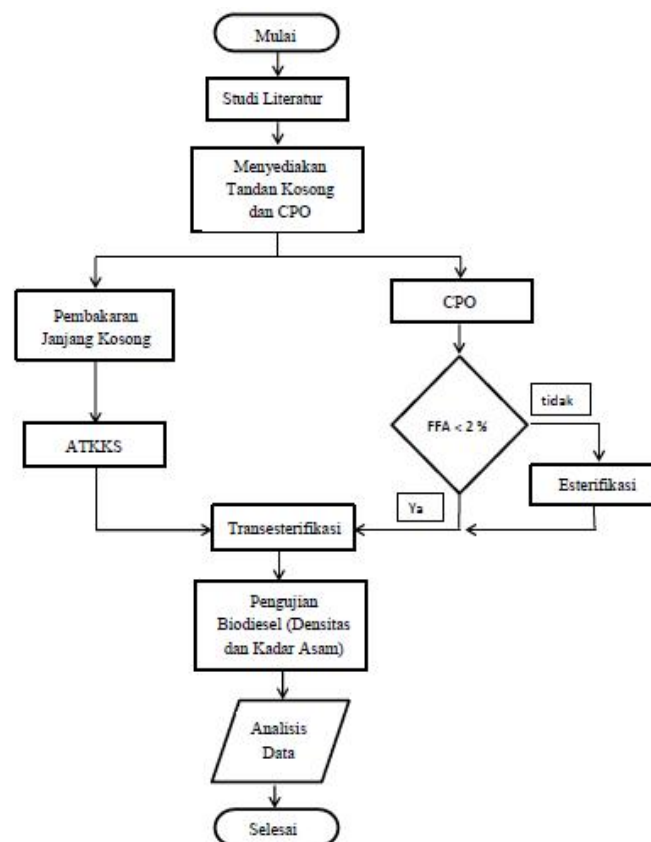 Mulai
Studi Literatur
Menyediakan
Tandan Kosong
dan CPO
Pembakaran
Janjang Kosong
CPO
ATKKS
FFA < 2 %
tidak
Esterifikasi
Ya
Transesterifikasi
Pengujian
Biodiesel (Densitas
dan Kadar Asam)
Analisis
Data
Selesai